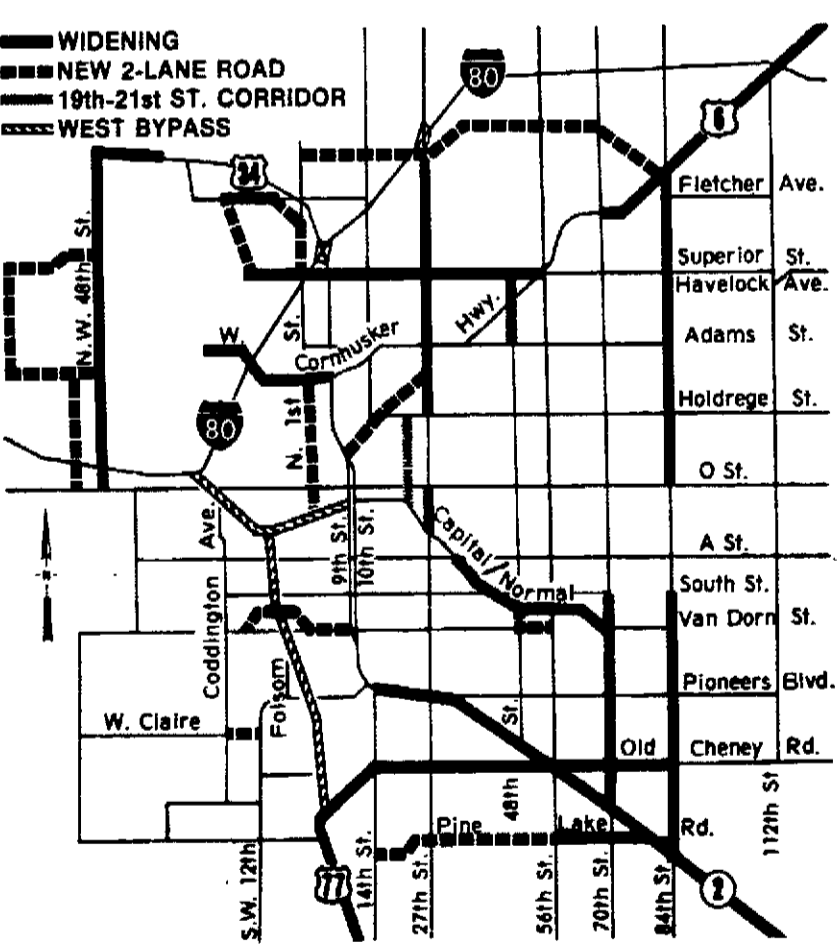 WIDENING
NEW 2-LANE ROAD
19th-21st ST. CORRIDOR
WEST BYPASS
80
6
34
Fletcher Ave.
N.W. 48th St.
Superior St.
Havelock Ave.
Hwy.
Adams St.
W.
St.
Cornhusker
Holdrege St.
80
N. 1st
O St.
Ave.
9th St.
10th St.
Capital/Normal
A St.
South St.
Van Dorn St.
Coddington
Folsom
Pioneers Blvd.
W. Claire
St.
Old Cheney Rd.
48th
112th St
Pine Lake Rd.
77
2
S.W. 12th
14th St.
27th St.
56th St.
70th St.
84th St.